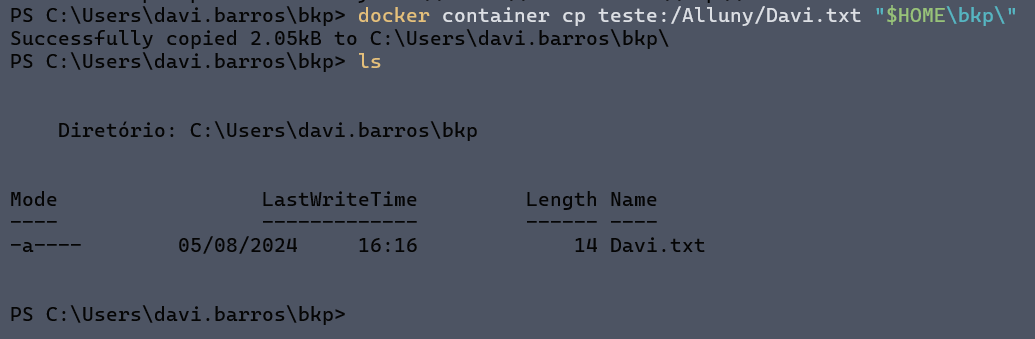 PS C:\Users\davi.barros\bkp> docker container cp teste:/Alluny/Davi.txt "$HOME\bkp\"
Successfully copied 2.05kB to C:\Users\davi.barros\bkp\
PS C:\Users\davi.barros\bkp> ls
Diretório: C:\Users\davi.barros\bkp
Mode LastWriteTime Length Name
---- ------------- ------ ----
-a---- 05/08/2024 16:16 14 Davi.txt
PS C:\Users\davi.barros\bkp>